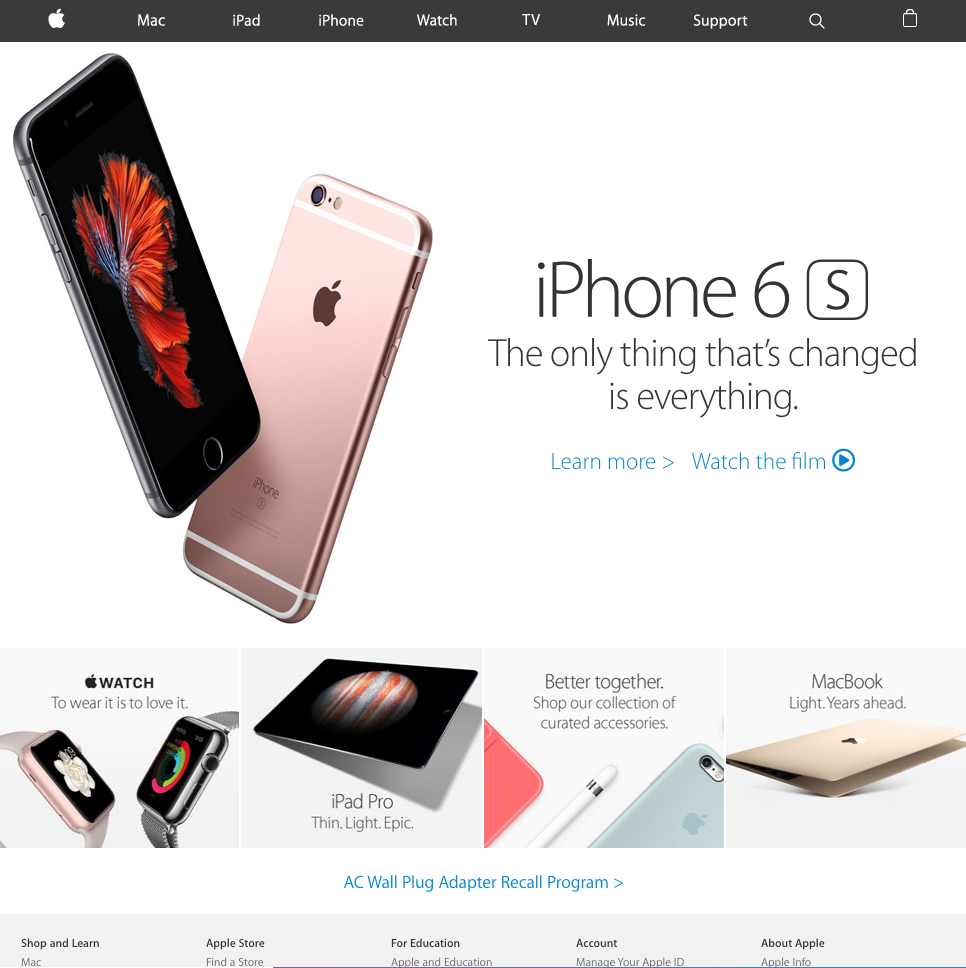 Mac iPad iPhone Watch TV Music Support
iPhone 6 S
The only thing that's changed
is everything.
Learn more > Watch the film
iPhone
S
WATCH
To wear it is to love it.
iPad Pro
Thin. Light. Epic.
Better together.
Shop our collection of
curated accessories.
MacBook
Light. Years ahead.
AC Wall Plug Adapter Recall Program >
Shop and Learn Apple Store For Education Account About Apple
Mac Find a Store Apple and Education Manage Your Apple ID Apple Info